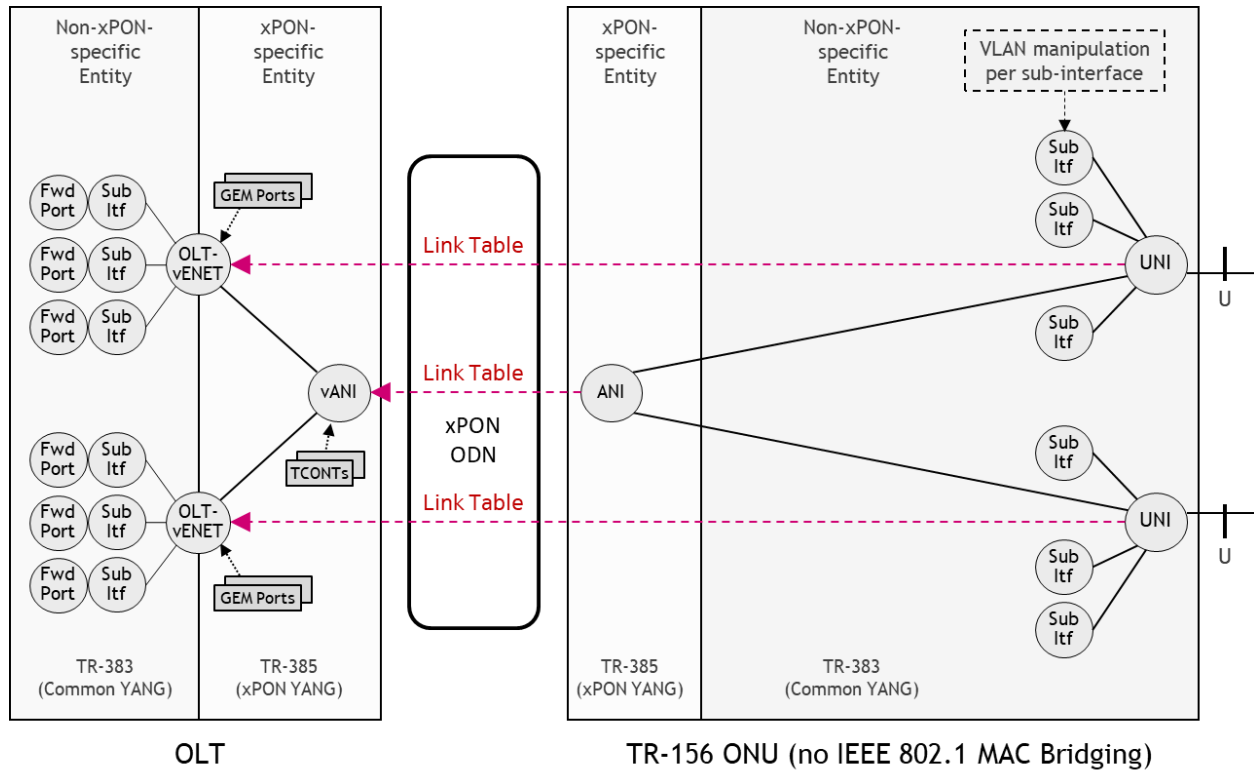 Non-xPON-
specific
Entity
xPON-
specific
Entity
xPON-
specific
Entity
Non-xPON-
specific
Entity
VLAN manipulation
per sub-interface
Fwd
Port
Sub
Itf
Fwd
Port
Sub
Itf
Fwd
Port
Sub
Itf
GEM Ports
OLT-
vENET
Link Table
Sub
Itf
Sub
Itf
Sub
Itf
UNI
U
vANI
TCONTs
Link Table
xPON
ODN
ANI
Fwd
Port
Sub
Itf
Fwd
Port
Sub
Itf
Fwd
Port
Sub
Itf
OLT-
vENET
GEM Ports
Link Table
Sub
Itf
Sub
Itf
Sub
Itf
UNI
U
TR-383
(Common YANG)
TR-385
(xPON YANG)
TR-385
(xPON YANG)
TR-383
(Common YANG)
OLT
TR-156 ONU (no IEEE 802.1 MAC Bridging)